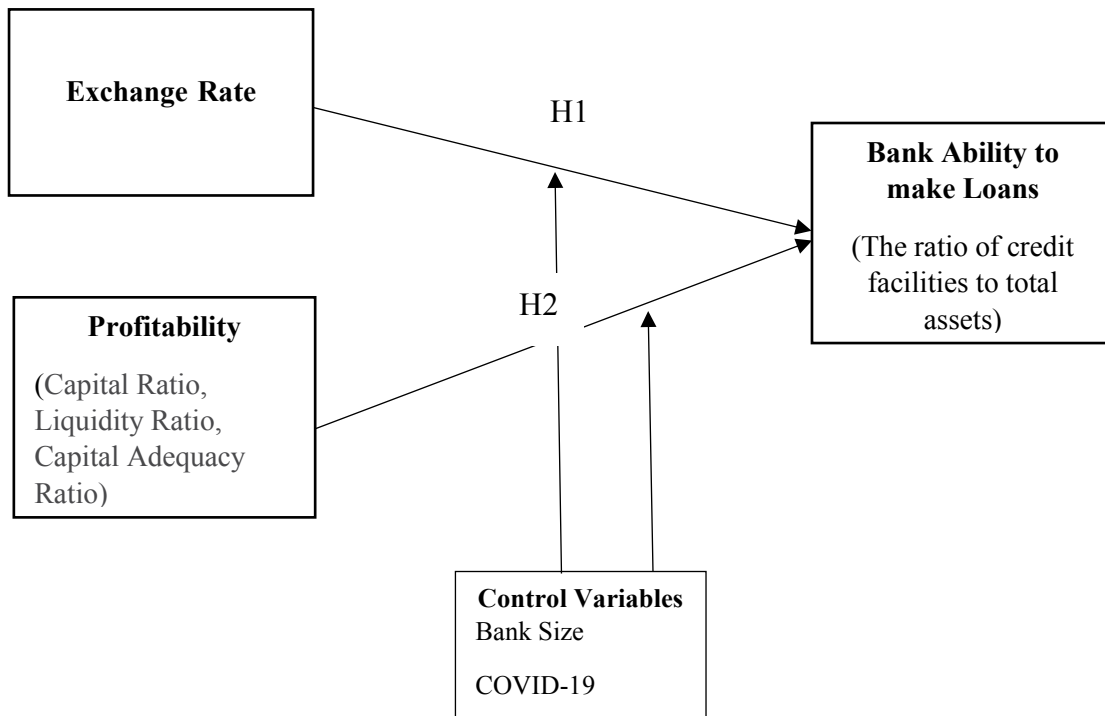 Exchange Rate
H1
Bank Ability to
make Loans
(The ratio of credit
facilities to total
assets)
H2
Profitability
(Capital Ratio,
Liquidity Ratio,
Capital Adequacy
Ratio)
Control Variables
Bank Size
COVID-19